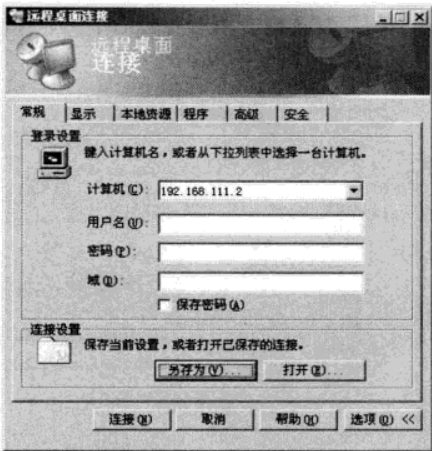 远程桌面连接
远程桌面
连接
常规 显示 本地资源 程序 高级 安全
登录设置
键入计算机名，或者从下拉列表中选择一台计算机。
计算机(C): 192.168.111.2
用户名(U):
密码(P):
域(D):
保存密码(A)
连接设置
保存当前设置，或者打开已保存的连接。
另存为(V)... 打开(E)...
连接(N) 取消 帮助(H) 选项(O) <<